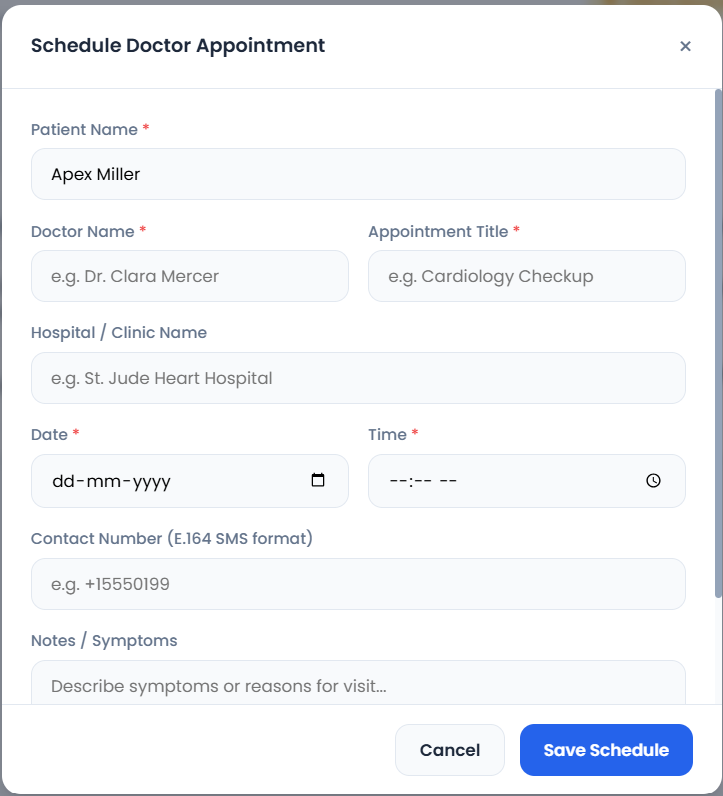 Schedule Doctor Appointment
×
Patient Name *
Apex Miller
Doctor Name * Appointment Title *
e.g. Dr. Clara Mercer e.g. Cardiology Checkup
Hospital / Clinic Name
e.g. St. Jude Heart Hospital
Date * Time *
dd-mm-yyyy --:-- --
Contact Number (E.164 SMS format)
e.g. +15550199
Notes / Symptoms
Describe symptoms or reasons for visit...
Cancel Save Schedule